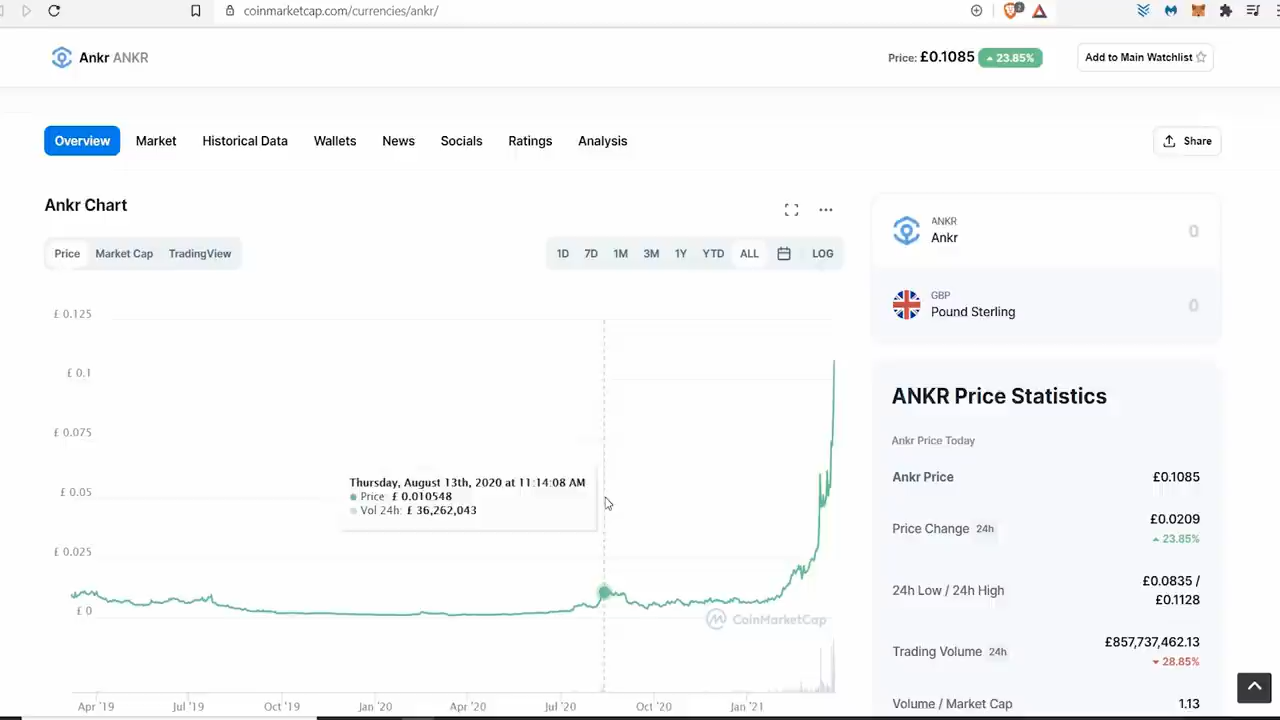 coinmarketcap.com/currencies/ankr/
2
Ankr ANKR
Price: £0.1085 23.85%
Add to Main Watchlist
Overview Market Historical Data Wallets News Socials Ratings Analysis
Share
Ankr Chart
Price Market Cap TradingView
1D 7D 1M 3M 1Y YTD ALL LOG
£ 0.125
£ 0.1
£ 0.075
£ 0.05
£ 0.025
£ 0
Thursday, August 13th, 2020 at 11:14:08 AM
Price £ 0.010548
Vol 24h: £ 36,262,043
CoinMarketCap
Apr '19 Jul '19 Oct '19 Jan '20 Apr '20 Jul '20 Oct '20 Jan '21
ANKR
Ankr
0
GBP
Pound Sterling
0
ANKR Price Statistics
Ankr Price Today
Ankr Price £0.1085
Price Change 24h £0.0209
23.85%
24h Low / 24h High £0.0835 /
£0.1128
Trading Volume 24h £857,737,462.13
28.85%
Volume / Market Cap 1.13